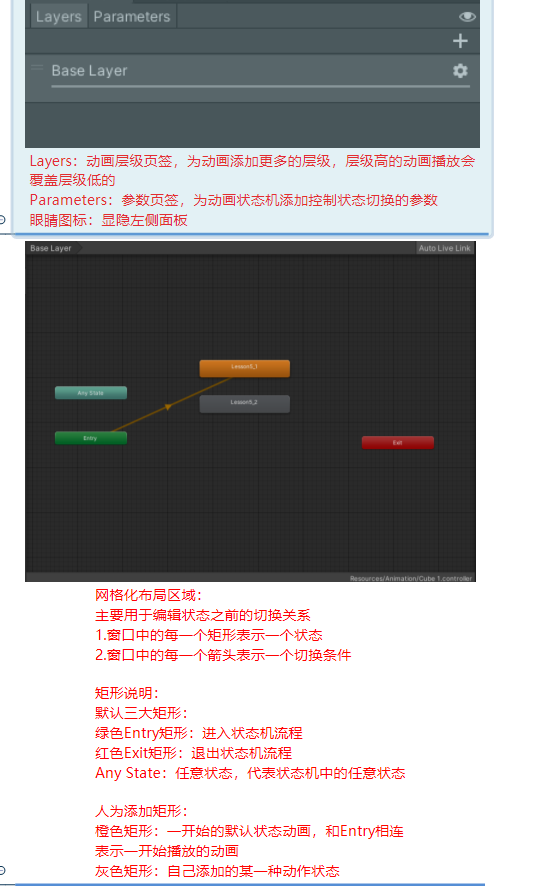 Layers
Parameters
Base Layer
Layers：动画层级页签，为动画添加更多的层级，层级高的动画播放会
覆盖层级低的
Parameters：参数页签，为动画状态机添加控制状态切换的参数
眼睛图标：显隐左侧面板
Base Layer
Auto Live Link
Lesson5_1
Any State
Lesson5_2
Entry
Exit
Resources/Animation/Cube 1.controller
网格化布局区域：
主要用于编辑状态之前的切换关系
1.窗口中的每一个矩形表示一个状态
2.窗口中的每一个箭头表示一个切换条件
矩形说明：
默认三大矩形：
绿色Entry矩形：进入状态机流程
红色Exit矩形：退出状态机流程
Any State：任意状态，代表状态机中的任意状态
人为添加矩形：
橙色矩形：一开始的默认状态动画，和Entry相连
表示一开始播放的动画
灰色矩形：自己添加的某一种动作状态